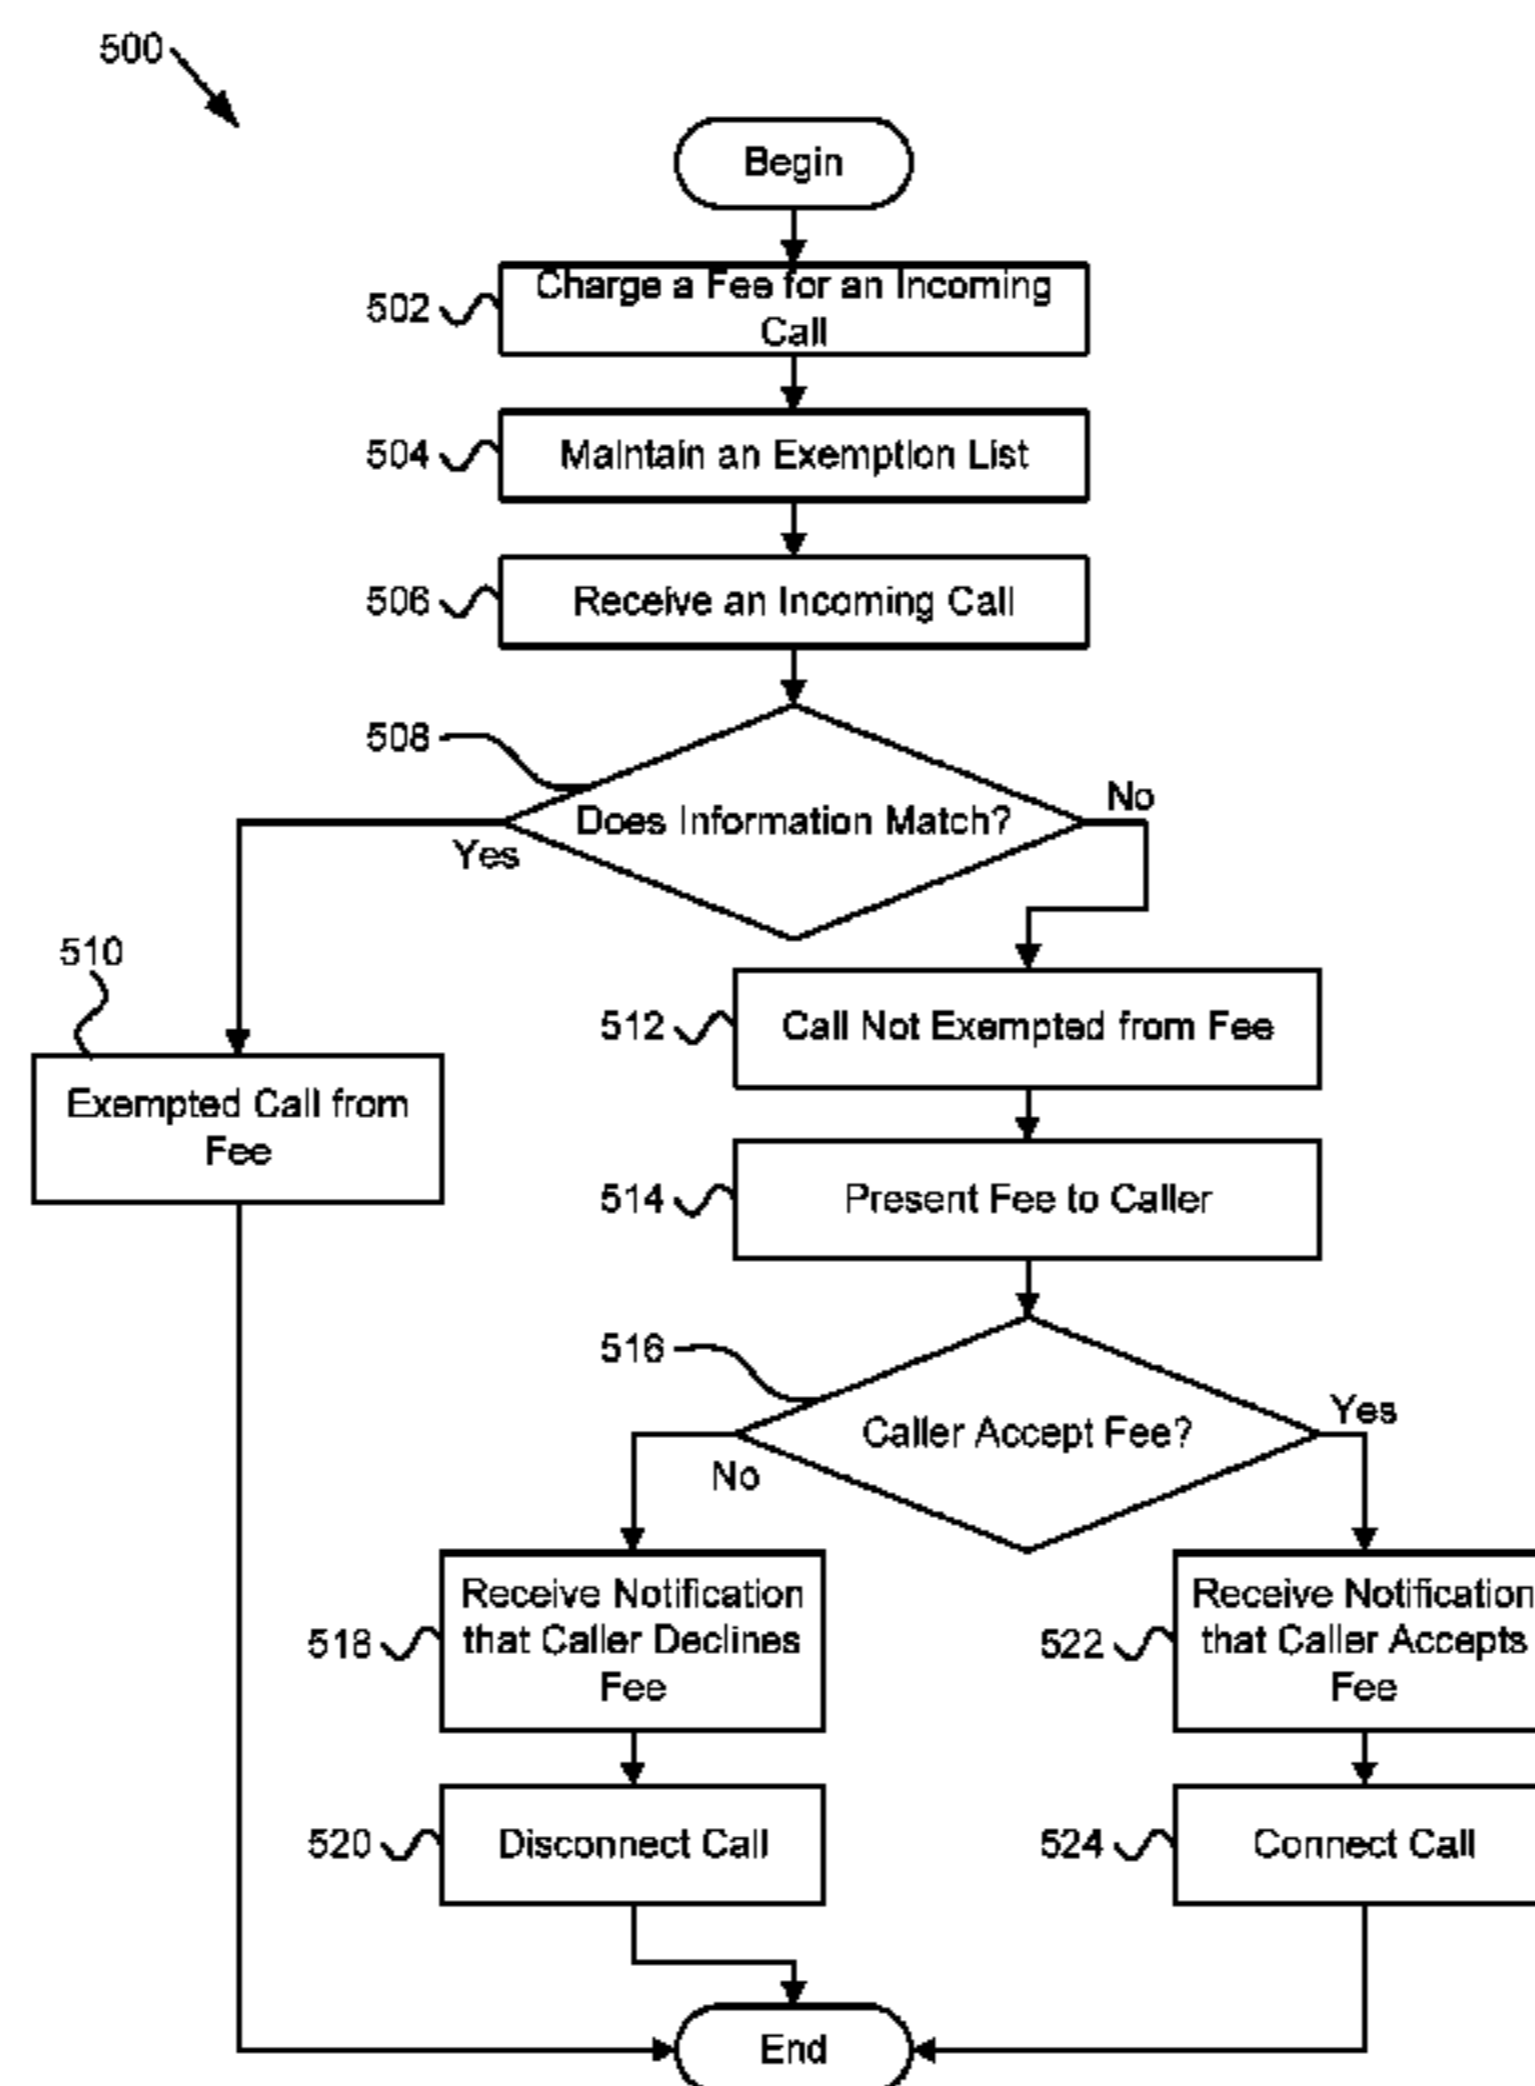 500
Begin
502
Charge a Fee for an Incoming
Call
504
Maintain an Exemption List
506
Receive an Incoming Call
508
Does Information Match?
No
Yes
510
Exempted Call from
Fee
512
Call Not Exempted from Fee
514
Present Fee to Caller
516
Caller Accept Fee?
Yes
No
518
Receive Notification
that Caller Declines
Fee
522
Receive Notification
that Caller Accepts
Fee
520
Disconnect Call
524
Connect Call
End